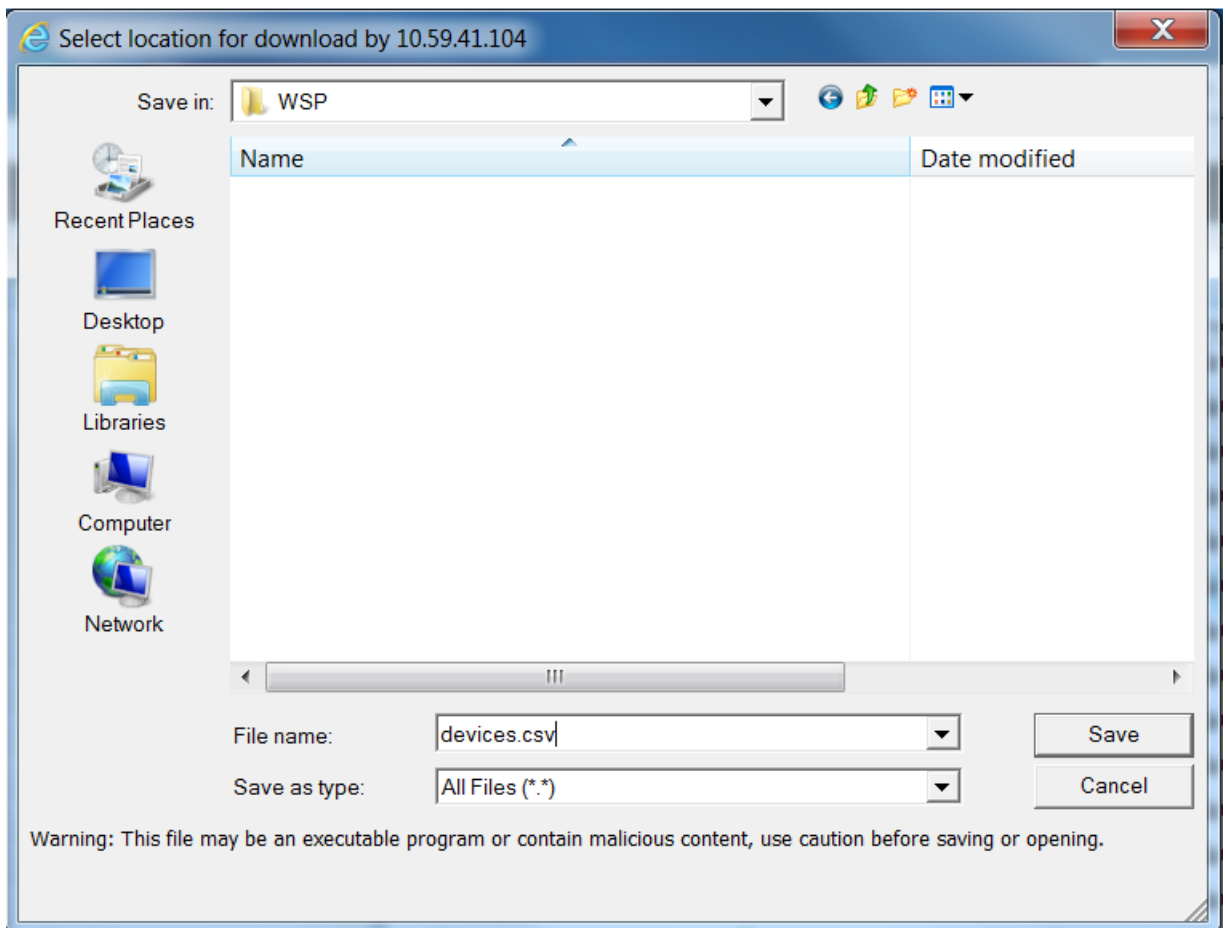 Select location for download by 10.59.41.104
X
Save in:
WSP
Name
Date modified
Recent Places
Desktop
Libraries
Computer
Network
File name:
devices.csv
Save
Save as type:
All Files (*.*)
Cancel
Warning: This file may be an executable program or contain malicious content, use caution before saving or opening.